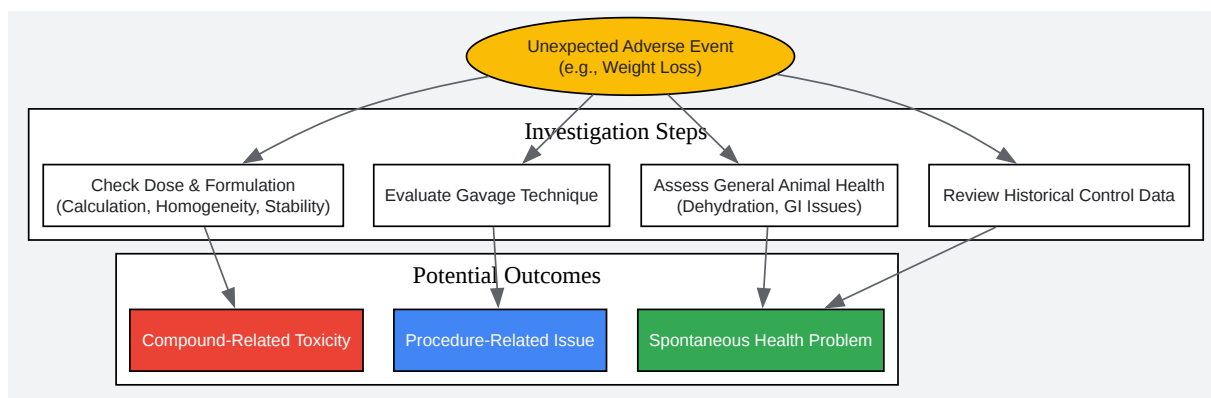 Unexpected Adverse Event
(e.g., Weight Loss)
Investigation Steps
Check Dose & Formulation
(Calculation, Homogeneity, Stability)
Evaluate Gavage Technique
Assess General Animal Health
(Dehydration, GI Issues)
Review Historical Control Data
Potential Outcomes
Compound-Related Toxicity
Procedure-Related Issue
Spontaneous Health Problem